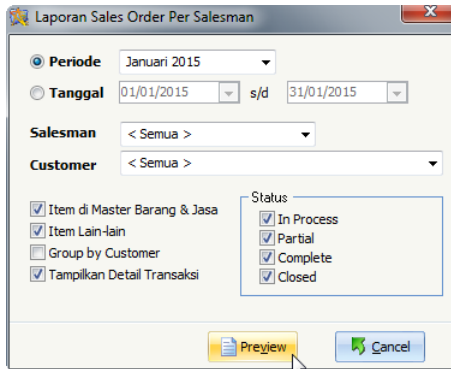 Laporan Sales Order Per Salesman
Periode Januari 2015
Tanggal 01/01/2015 s/d 31/01/2015
Salesman < Semua >
Customer < Semua >
Item di Master Barang & Jasa
Item Lain-lain
Group by Customer
Tampilkan Detail Transaksi
Status
In Process
Partial
Complete
Closed
Preview Cancel